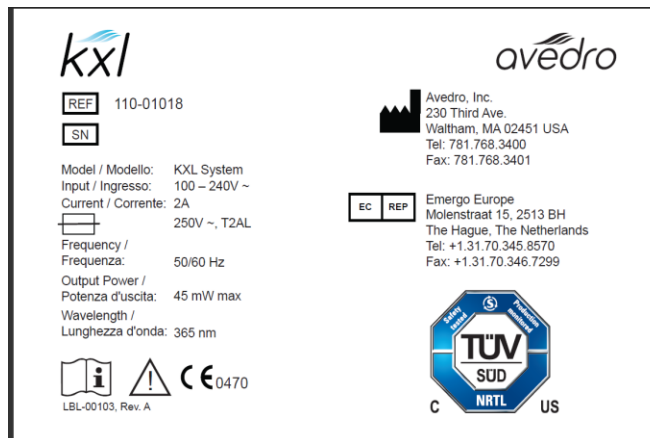 kxl
REF 110-01018
SN
Model / Modello: KXL System
Input / Ingresso: 100 – 240V ~
Current / Corrente: 2A
250V ~, T2AL
Frequency /
Frequenza: 50/60 Hz
Output Power /
Potenza d'uscita: 45 mW max
Wavelength /
Lunghezza d'onda: 365 nm
i
! CE 0470
LBL-00103, Rev. A
avedro
Avedro, Inc.
230 Third Ave.
Waltham, MA 02451 USA
Tel: 781.768.3400
Fax: 781.768.3401
EC REP
Emergo Europe
Molenstraat 15, 2513 BH
The Hague, The Netherlands
Tel: +1.31.70.345.8570
Fax: +1.31.70.346.7299
Safety tested
S
Production monitored
TÜV
SÜD
NRTL
C US